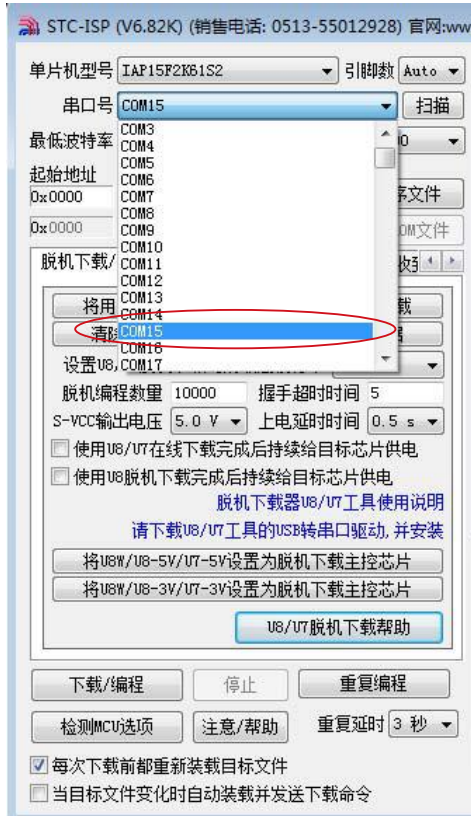 STC-ISP (V6.82K) (销售电话: 0513-55012928) 官网:ww
单片机型号 IAP15F2K61S2 引脚数 Auto
串口号 COM15 扫描
最低波特率
COM3
COM4
COM5
COM6
COM7
COM8
COM9
COM10
COM11
COM12
COM13
COM14
COM15
COM16
COM17
起始地址
0x0000 序文件
0x0000 OM文件
脱机下载/ 收到
将用 载
清除
设置U8,
脱机编程数量 10000 握手超时时间 5
S-VCC输出电压 5.0 V 上电延时时间 0.5 s
使用U8/U7在线下载完成后持续给目标芯片供电
使用U8脱机下载完成后持续给目标芯片供电
脱机下载器U8/U7工具使用说明
请下载U8/U7工具的USB转串口驱动,并安装
将U8W/U8-5V/U7-5V设置为脱机下载主控芯片
将U8W/U8-3V/U7-3V设置为脱机下载主控芯片
U8/U7脱机下载帮助
下载/编程 停止 重复编程
检测MCU选项 注意/帮助 重复延时 3 秒
每次下载前都重新装载目标文件
当目标文件变化时自动装载并发送下载命令